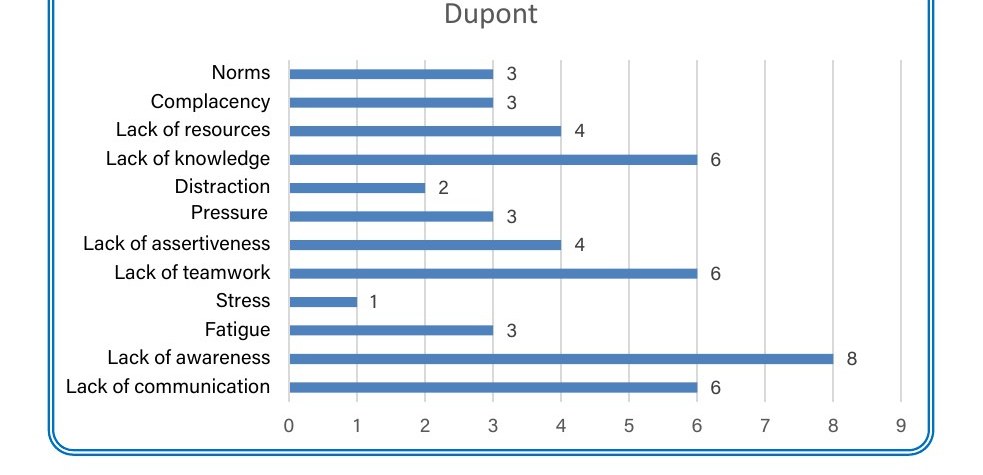 Dupont
Norms 3
Complacency 3
Lack of resources 4
Lack of knowledge 6
Distraction 2
Pressure 3
Lack of assertiveness 4
Lack of teamwork 6
Stress 1
Fatigue 3
Lack of awareness 8
Lack of communication 6
0 1 2 3 4 5 6 7 8 9